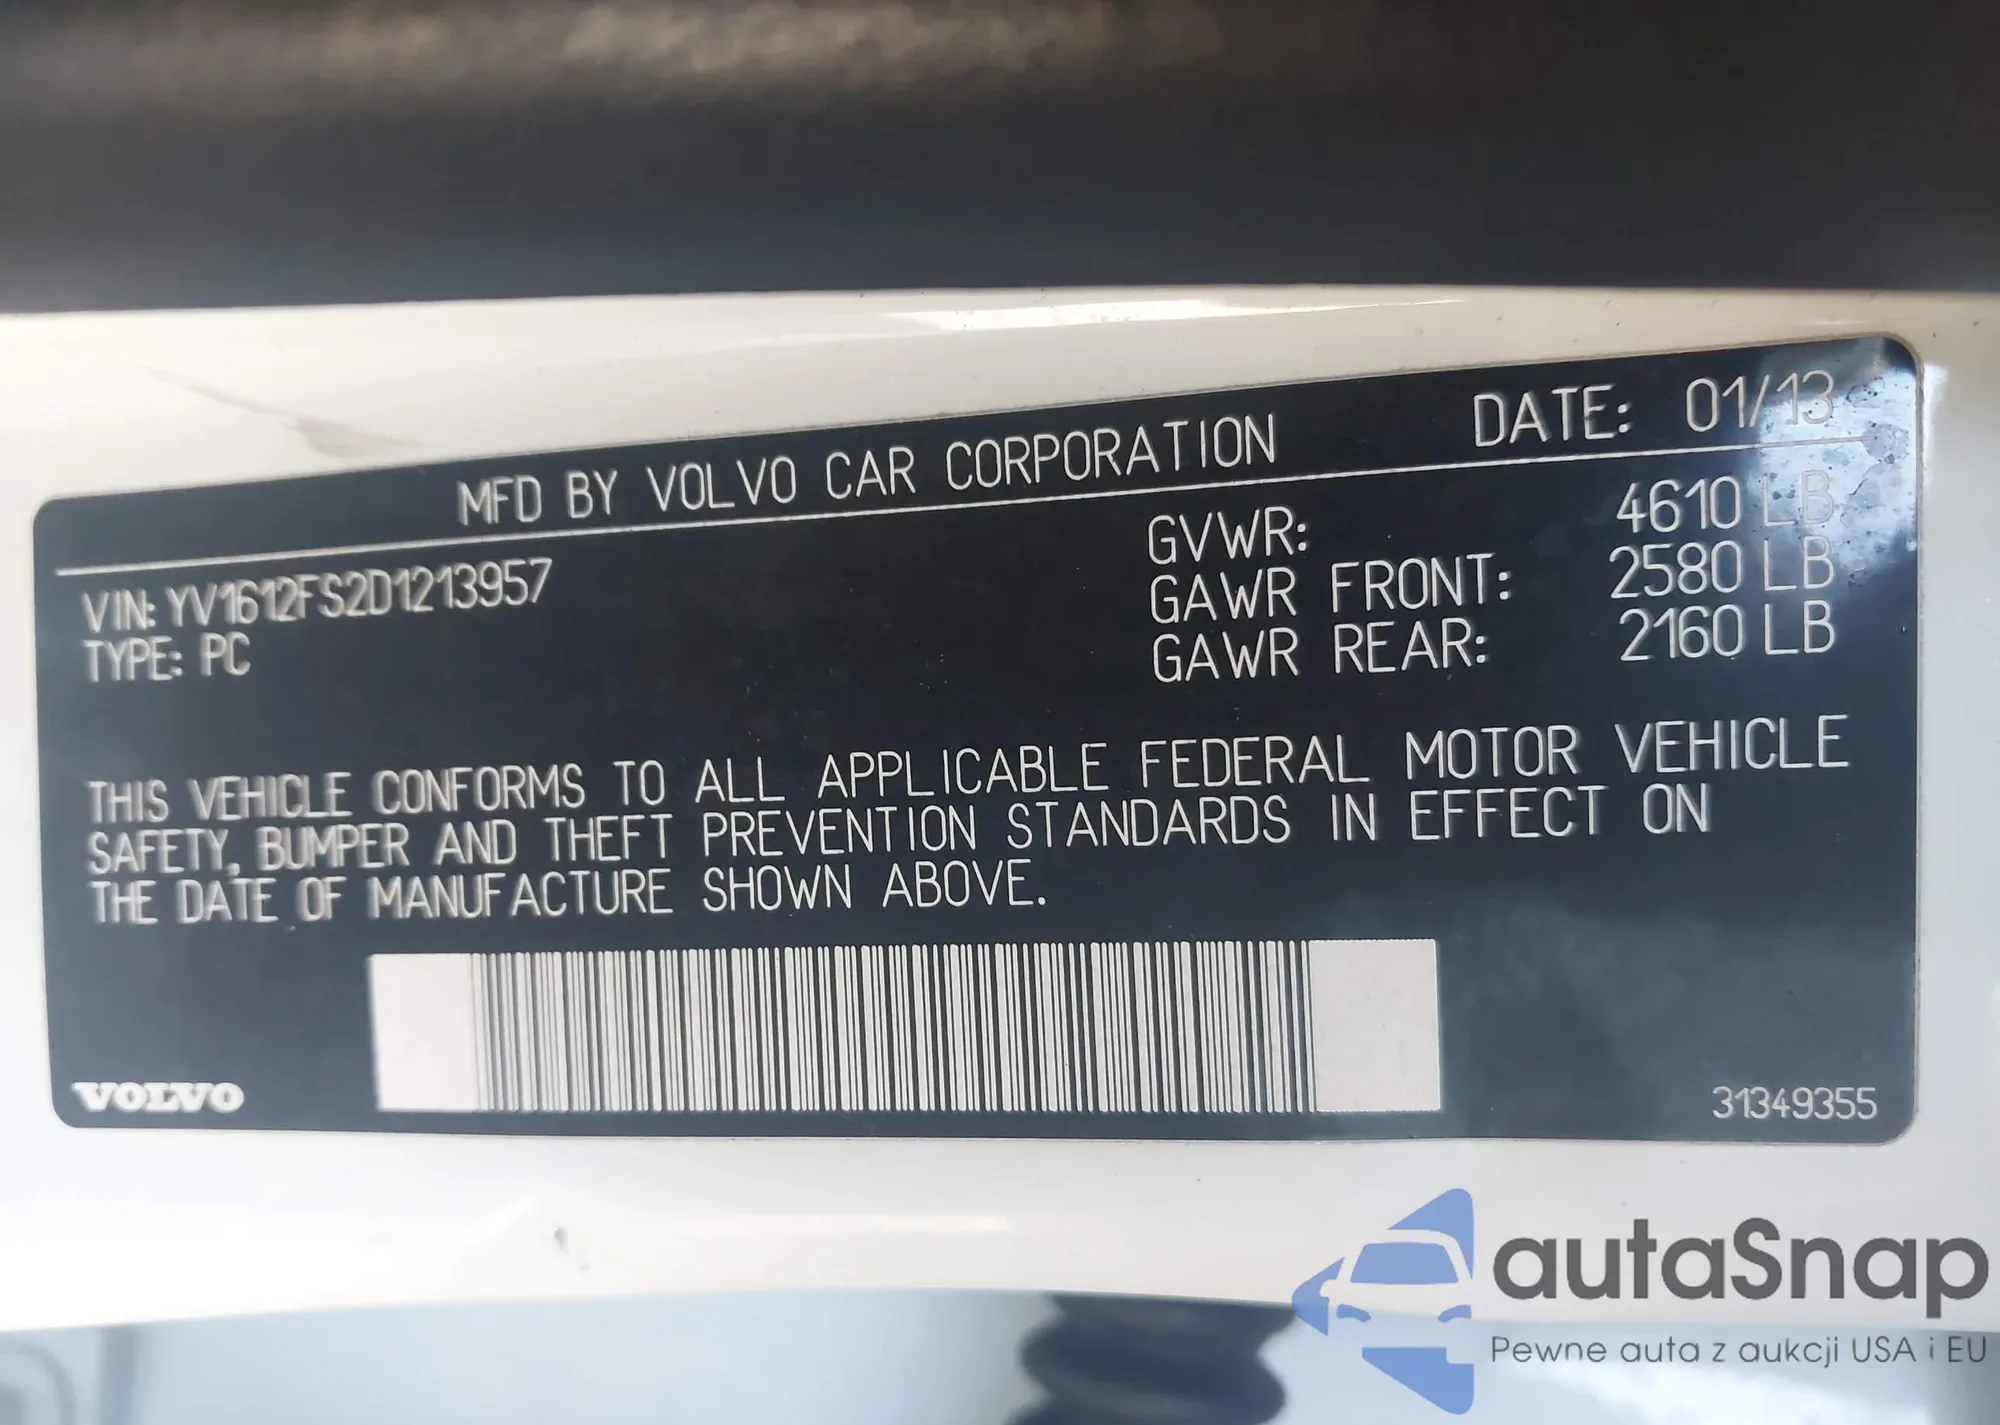 MFD BY VOLVO CAR CORPORATION DATE: 01/13
VIN: YV1612FS2D1213957
TYPE: PC
GVWR: 4610 LB
GAWR FRONT: 2580 LB
GAWR REAR: 2160 LB
THIS VEHICLE CONFORMS TO ALL APPLICABLE FEDERAL MOTOR VEHICLE
SAFETY, BUMPER AND THEFT PREVENTION STANDARDS IN EFFECT ON
THE DATE OF MANUFACTURE SHOWN ABOVE.
VOLVO
31349355
autaSnap
Pewne auta z aukcji USA i EU